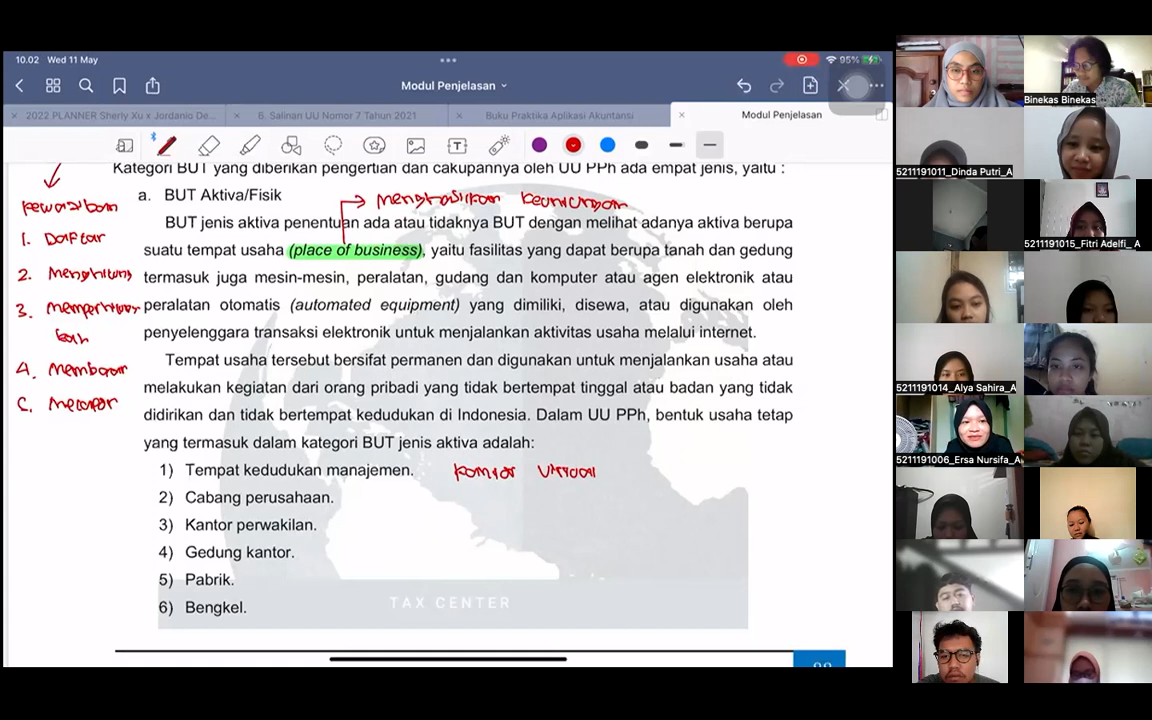 10.02 Wed 11 May
95%
Modul Penjelasan
2022 PLANNER Sherly Xu x Jordanio De...
6. Salinan UU Nomor 7 Tahun 2021
Buku Praktika Aplikasi Akuntansi
Modul Penjelasan
Kategori BUT yang diberikan pengertian dan cakupannya oleh UU PPh ada empat jenis, yaitu :
a. BUT Aktiva/Fisik
menghasilkan keuntungan
BUT jenis aktiva penentuan ada atau tidaknya BUT dengan melihat adanya aktiva berupa
suatu tempat usaha (place of business), yaitu fasilitas yang dapat berupa tanah dan gedung
termasuk juga mesin-mesin, peralatan, gudang dan komputer atau agen elektronik atau
peralatan otomatis (automated equipment) yang dimiliki, disewa, atau digunakan oleh
penyelenggara transaksi elektronik untuk menjalankan aktivitas usaha melalui internet.
Tempat usaha tersebut bersifat permanen dan digunakan untuk menjalankan usaha atau
melakukan kegiatan dari orang pribadi yang tidak bertempat tinggal atau badan yang tidak
didirikan dan tidak bertempat kedudukan di Indonesia. Dalam UU PPh, bentuk usaha tetap
yang termasuk dalam kategori BUT jenis aktiva adalah:
1) Tempat kedudukan manajemen. kantor virtual
2) Cabang perusahaan.
3) Kantor perwakilan.
4) Gedung kantor.
5) Pabrik.
6) Bengkel.
TAX CENTER
kewajiban
1. Daftar
2. Menghitung
3. Memperhitung
kan
4. Membayar
5. Melapor
Binekas Binekas
5211191011_Dinda Putri_A
5211191015_Fitri Adelfi_ A
5211191014_Alya Sahira_A
5211191006_Ersa Nursifa_A